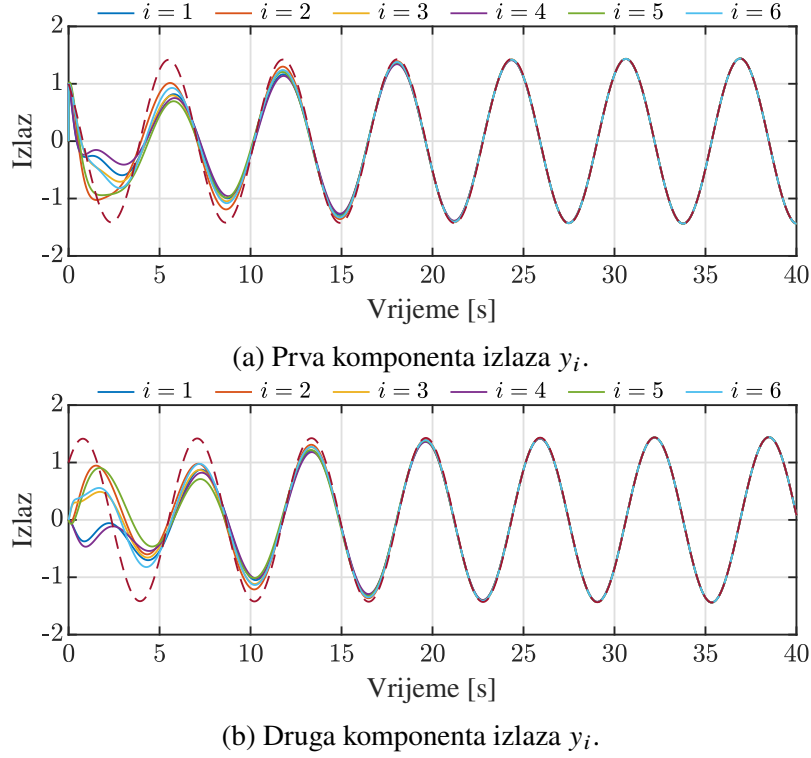 i = 1 i = 2 i = 3 i = 4 i = 5 i = 6
2
1
0
-1
-2
Izlaz
0 5 10 15 20 25 30 35 40
Vrijeme [s]
(a) Prva komponenta izlaza yᵢ.
i = 1 i = 2 i = 3 i = 4 i = 5 i = 6
2
1
0
-1
-2
Izlaz
0 5 10 15 20 25 30 35 40
Vrijeme [s]
(b) Druga komponenta izlaza yᵢ.